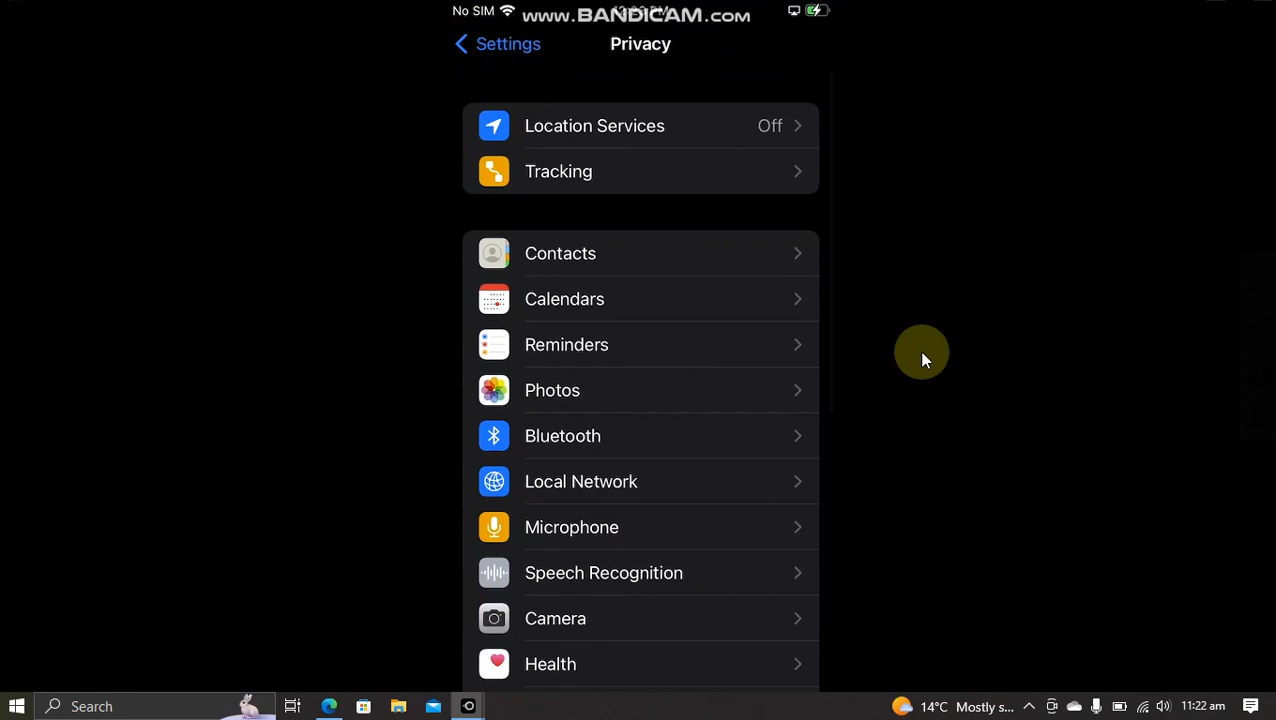 No SIM
www.BANDICAM.com
Settings
Privacy
Location Services Off
Tracking
Contacts
Calendars
Reminders
Photos
Bluetooth
Local Network
Microphone
Speech Recognition
Camera
Health
Search
14°C Mostly s...
11:22 am